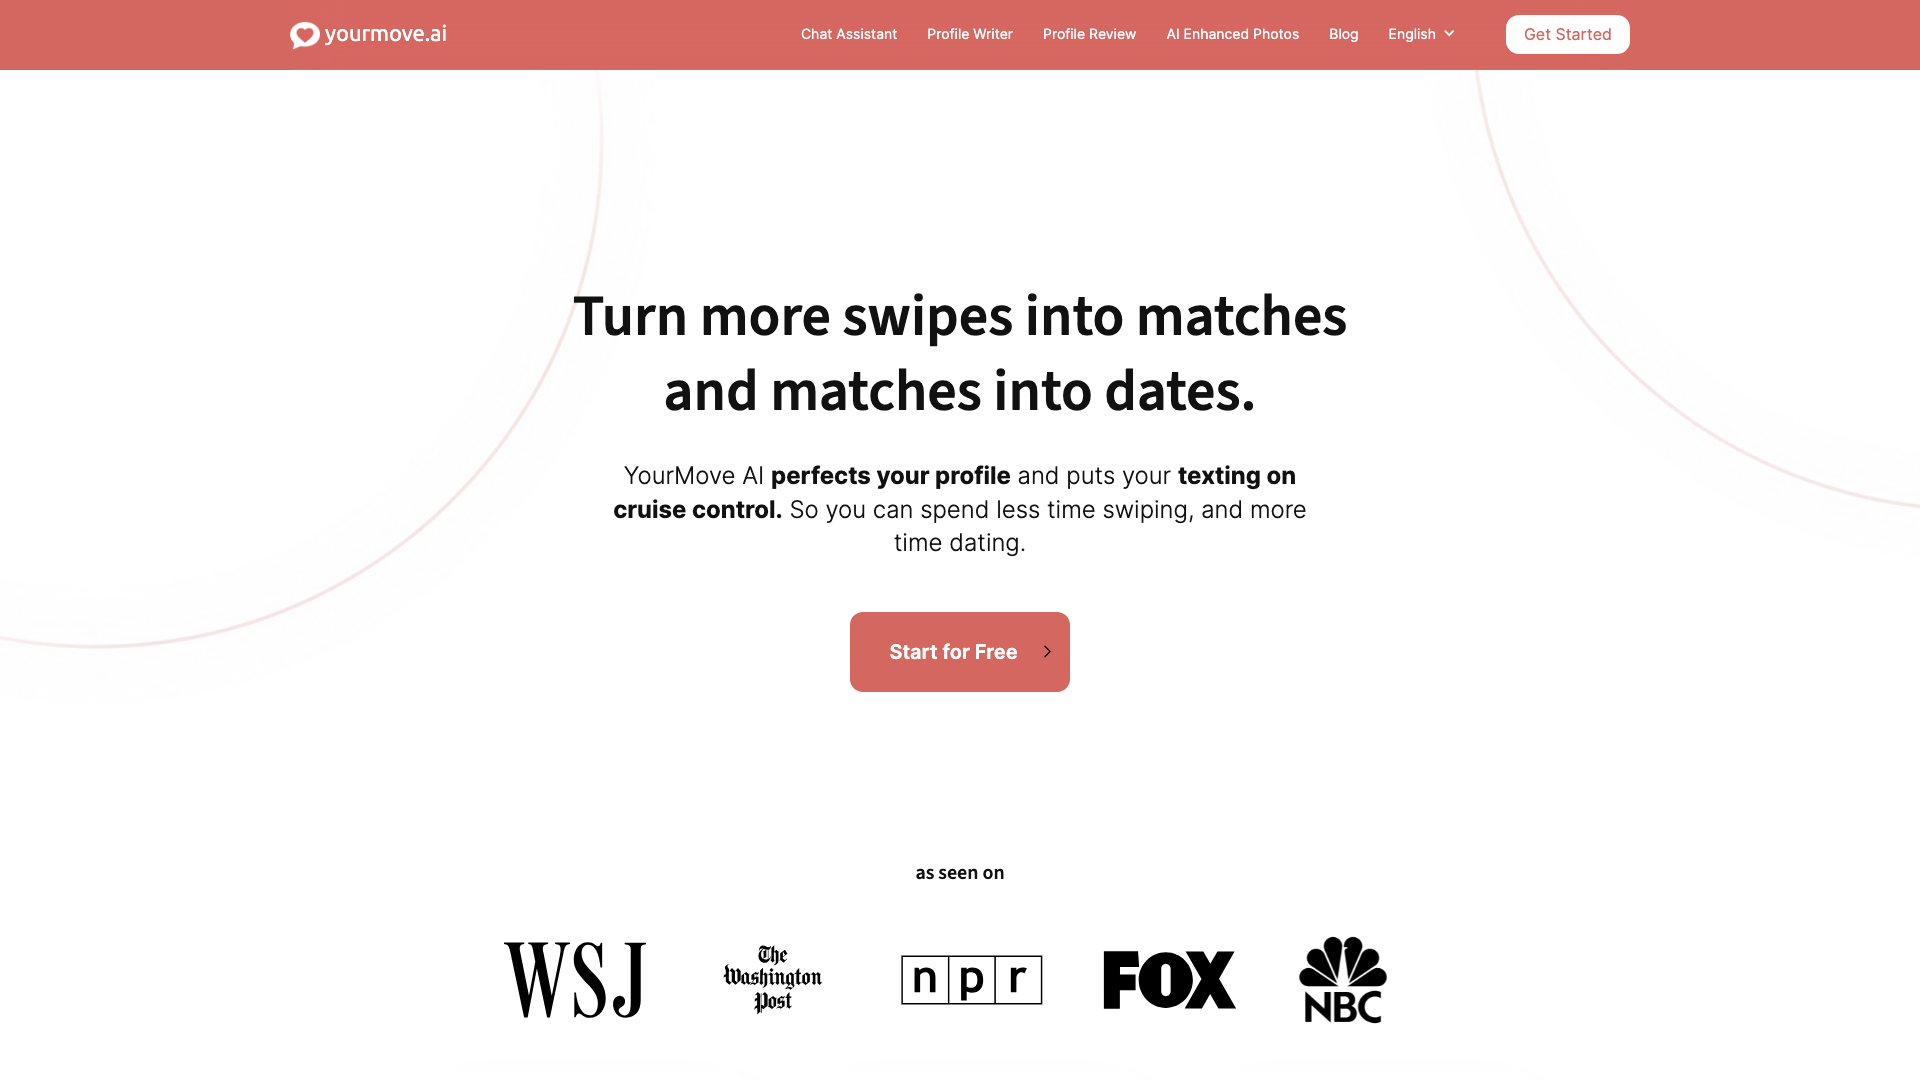 yourmove.ai
Chat Assistant
Profile Writer
Profile Review
AI Enhanced Photos
Blog
English
Get Started
Turn more swipes into matches
and matches into dates.
YourMove AI perfects your profile and puts your texting on
cruise control. So you can spend less time swiping, and more
time dating.
Start for Free
as seen on
WSJ
The
Washington
Post
npr
FOX
NBC